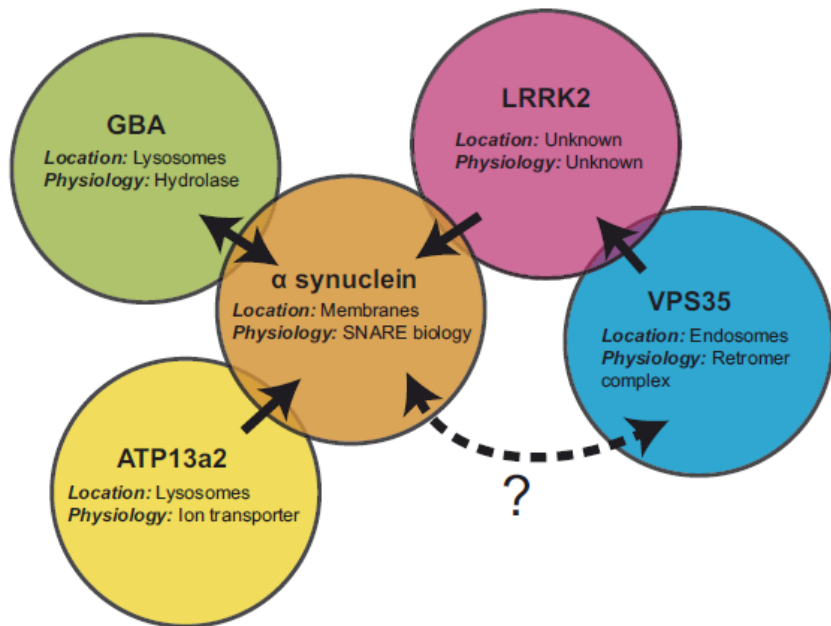 GBA
Location: Lysosomes
Physiology: Hydrolase
LRRK2
Location: Unknown
Physiology: Unknown
α synuclein
Location: Membranes
Physiology: SNARE biology
VPS35
Location: Endosomes
Physiology: Retromer
complex
ATP13a2
Location: Lysosomes
Physiology: Ion transporter
?